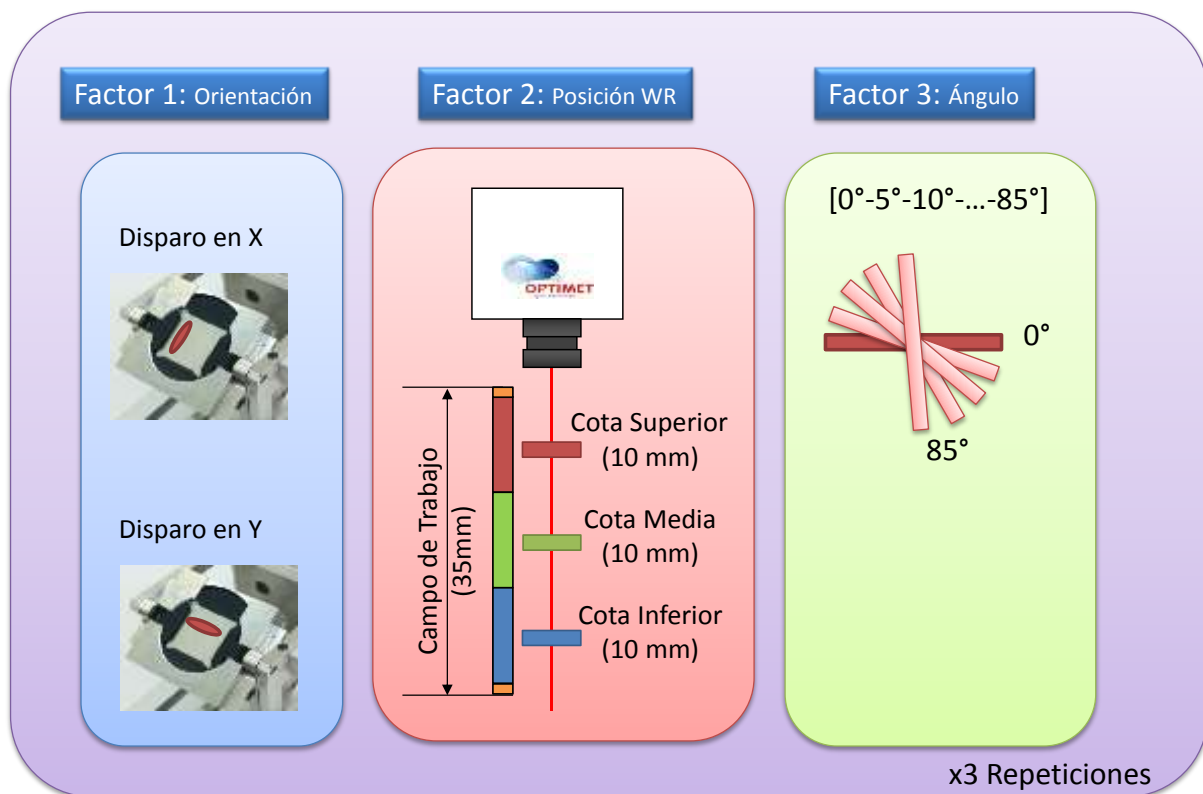 Factor 1: Orientación
Factor 2: Posición WR
Factor 3: Ángulo
Disparo en X
Disparo en Y
OPTIMET
Campo de Trabajo
(35mm)
Cota Superior
(10 mm)
Cota Media
(10 mm)
Cota Inferior
(10 mm)
[0°-5°-10°-...-85°]
0°
85°
x3 Repeticiones